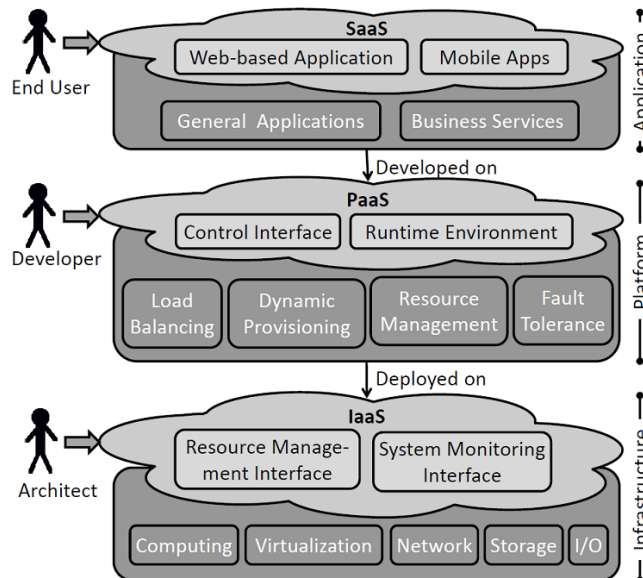 SaaS
Web-based Application
Mobile Apps
End User
General Applications
Business Services
Application
Developed on
PaaS
Control Interface
Runtime Environment
Developer
Load
Balancing
Dynamic
Provisioning
Resource
Management
Fault
Tolerance
Platform
Deployed on
IaaS
Resource Manage-
ment Interface
System Monitoring
Interface
Architect
Computing
Virtualization
Network
Storage
I/O
Infrastructure